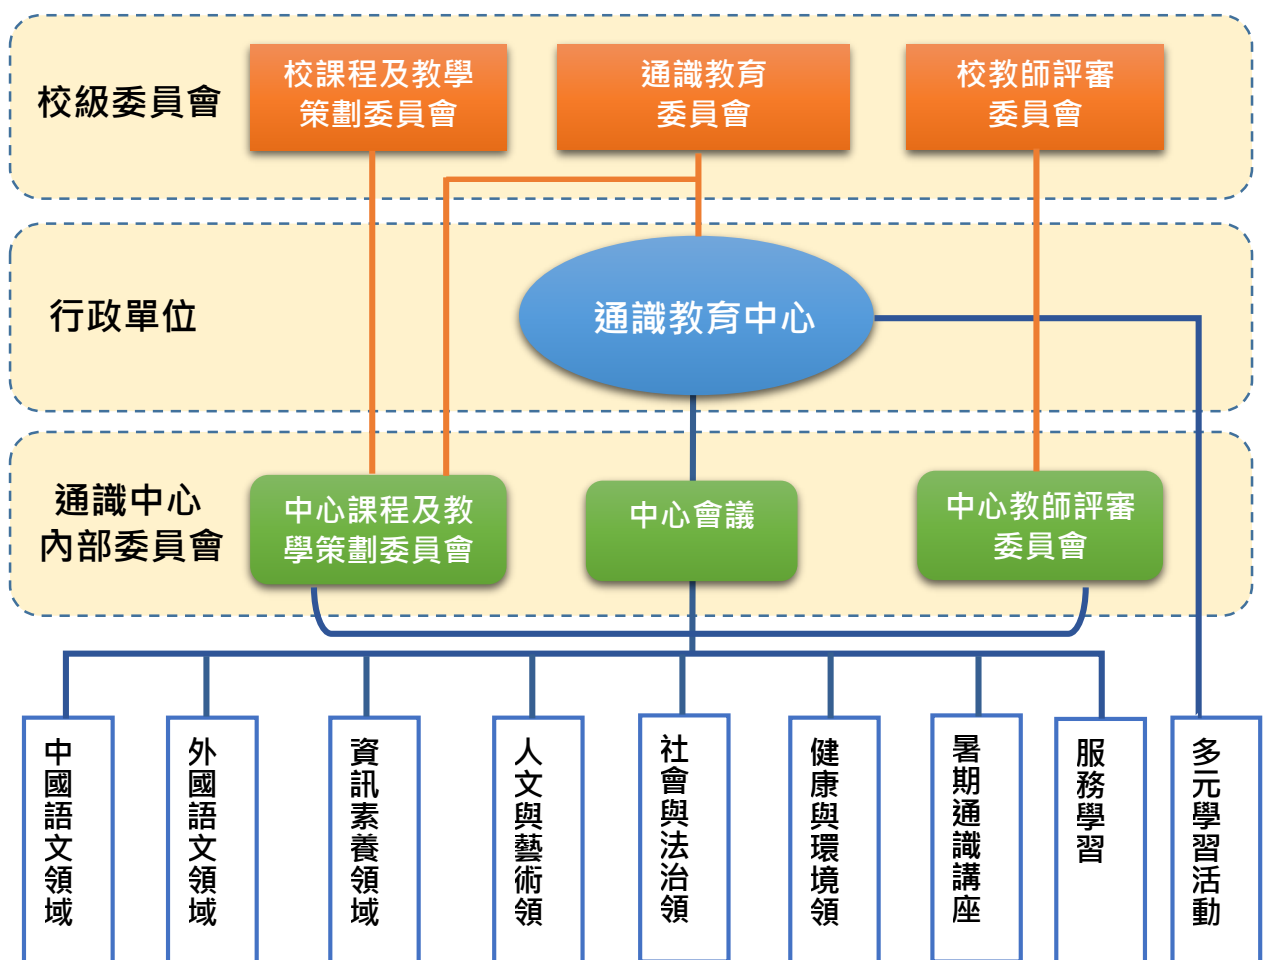 校級委員會
校課程及教學
策劃委員會
通識教育
委員會
校教師評審
委員會
行政單位
通識教育中心
通識中心
內部委員會
中心課程及教
學策劃委員會
中心會議
中心教師評審
委員會
中國語文領域
外國語文領域
資訊素養領域
人文與藝術領
社會與法治領
健康與環境領
暑期通識講座
服務學習
多元學習活動